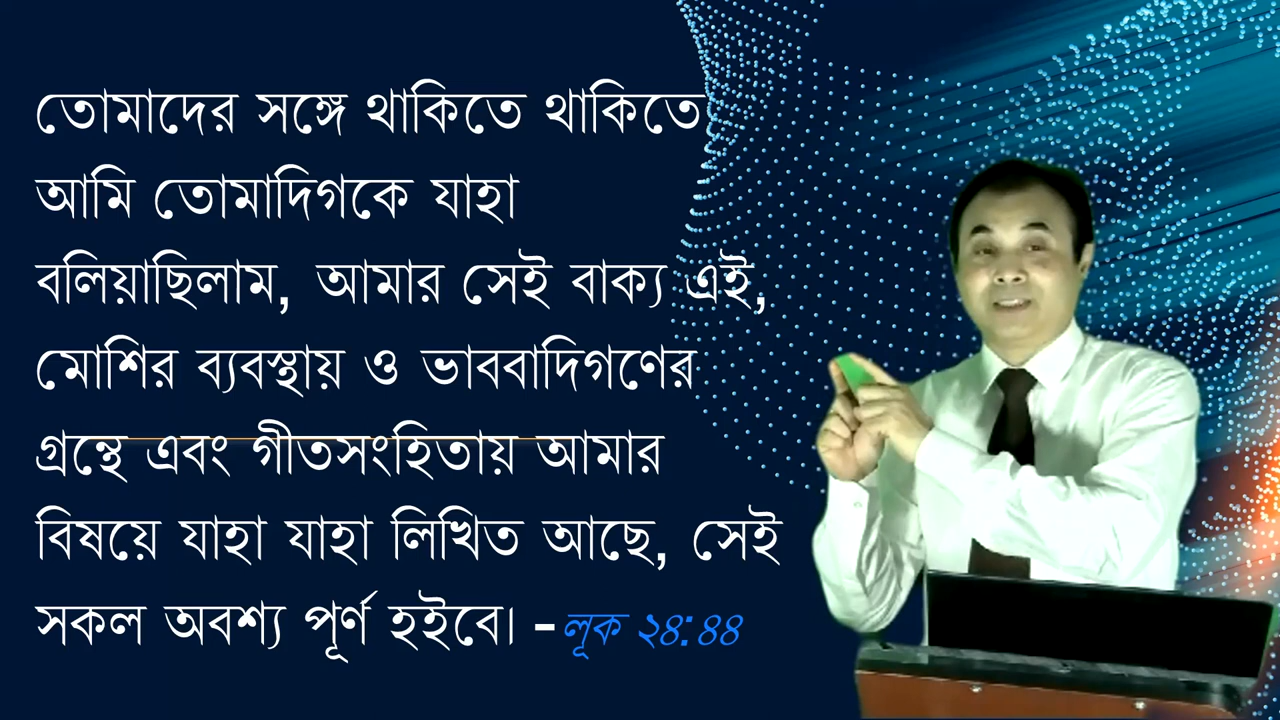 তোমাদের সঙ্গে থাকিতে থাকিতে
আমি তোমাদিগকে যাহা
বলিয়াছিলাম, আমার সেই বাক্য এই,
মোশির ব্যবস্থায় ও ভাববাদিগণের
গ্রন্থে এবং গীতসংহিতায় আমার
বিষয়ে যাহা যাহা লিখিত আছে, সেই
সকল অবশ্য পূর্ণ হইবে। -লূক ২৪:৪৪